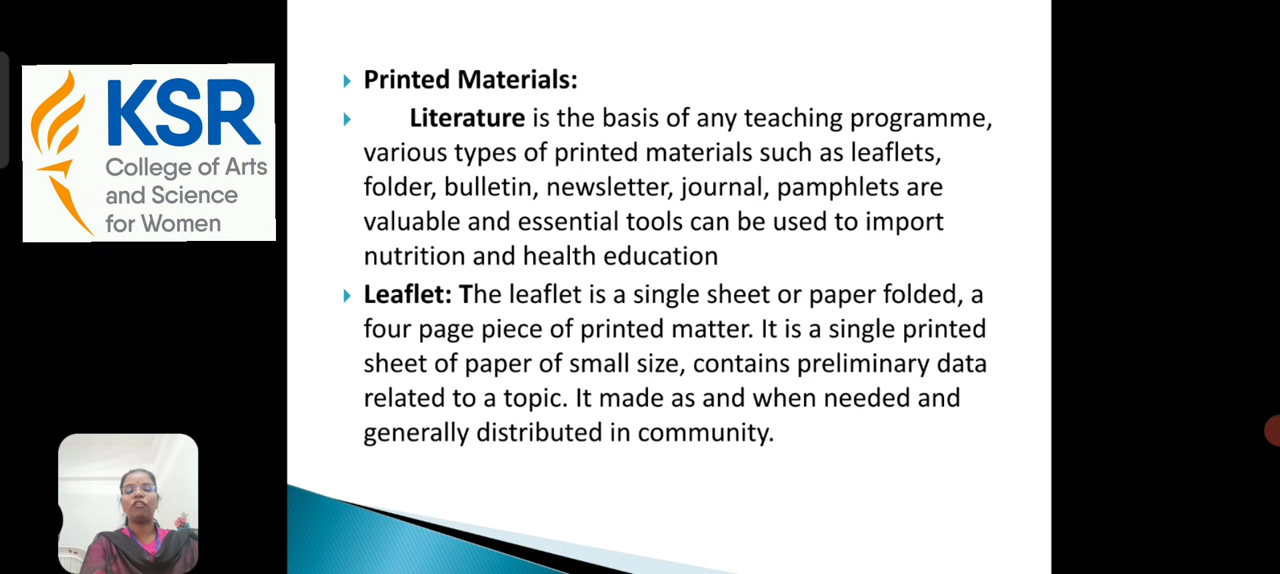 KSR
College of Arts
and Science
for Women
Printed Materials:
Literature is the basis of any teaching programme,
various types of printed materials such as leaflets,
folder, bulletin, newsletter, journal, pamphlets are
valuable and essential tools can be used to import
nutrition and health education
Leaflet: The leaflet is a single sheet or paper folded, a
four page piece of printed matter. It is a single printed
sheet of paper of small size, contains preliminary data
related to a topic. It made as and when needed and
generally distributed in community.